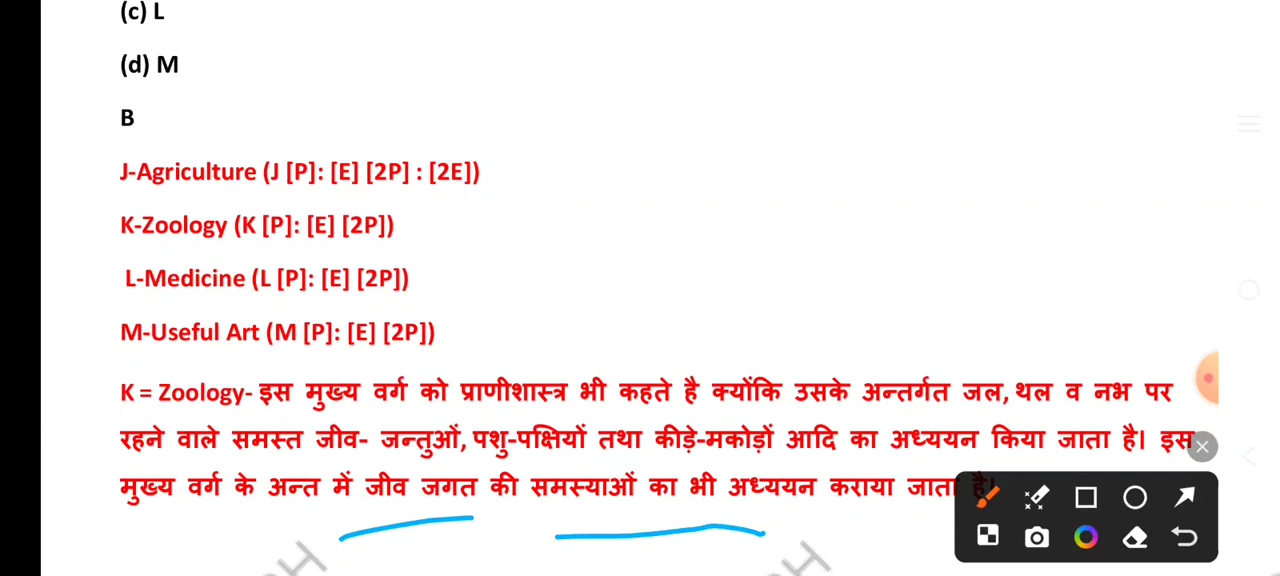 (c) L
(d) M
B
J-Agriculture (J [P]: [E] [2P] : [2E])
K-Zoology (K [P]: [E] [2P])
L-Medicine (L [P]: [E] [2P])
M-Useful Art (M [P]: [E] [2P])
K = Zoology- इस मुख्य वर्ग को प्राणीशास्त्र भी कहते है क्योंकि उसके अन्तर्गत जल, थल व नभ पर
रहने वाले समस्त जीव- जन्तुओं, पशु-पक्षियों तथा कीड़े-मकोड़ों आदि का अध्ययन किया जाता है। इस
मुख्य वर्ग के अन्त में जीव जगत की समस्याओं का भी अध्ययन कराया जाता है।
H H